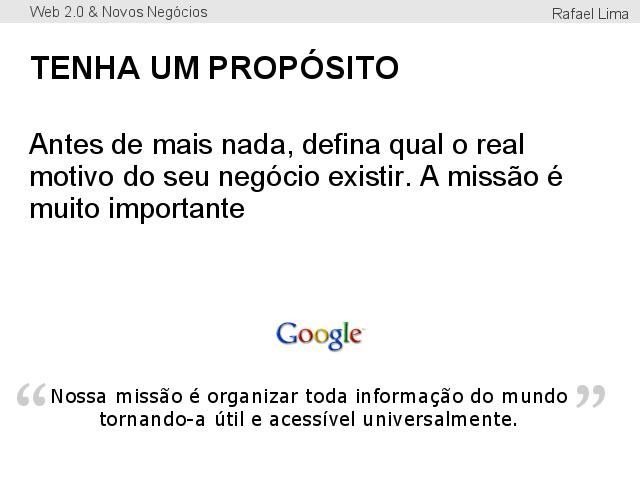 Web 2.0 & Novos Negócios
Rafael Lima
TENHA UM PROPÓSITO
Antes de mais nada, defina qual o real
motivo do seu negócio existir. A missão é
muito importante
Google
“Nossa missão é organizar toda informação do mundo
tornando-a útil e acessível universalmente.”